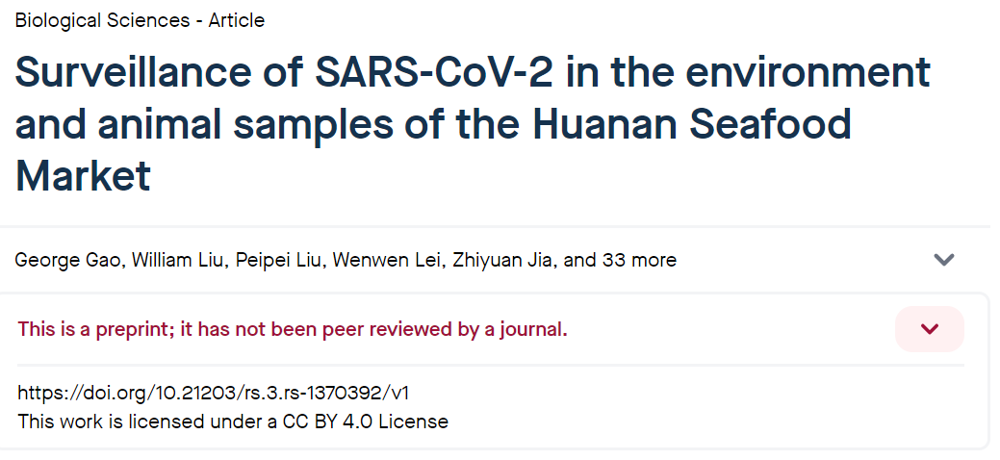 Biological Sciences - Article
Surveillance of SARS-CoV-2 in the environment
and animal samples of the Huanan Seafood
Market
George Gao, William Liu, Peipei Liu, Wenwen Lei, Zhiyuan Jia, and 33 more
This is a preprint; it has not been peer reviewed by a journal.
https://doi.org/10.21203/rs.3.rs-1370392/v1
This work is licensed under a CC BY 4.0 License